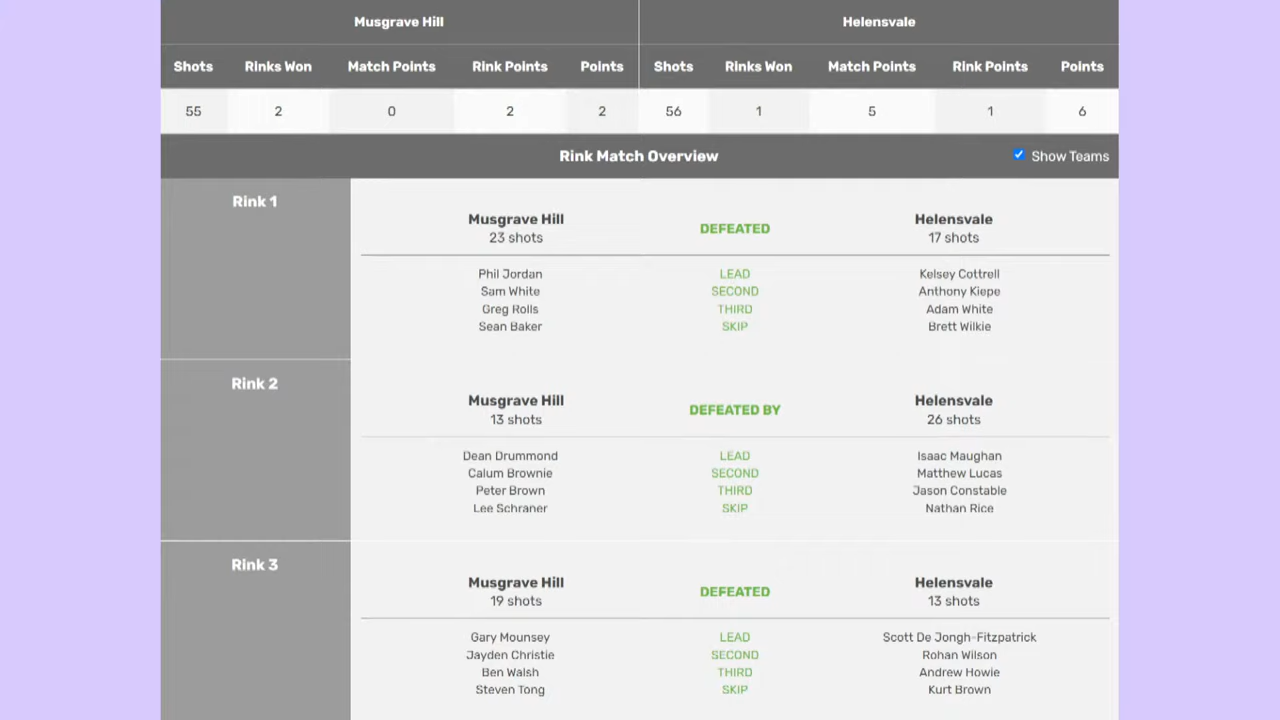 Musgrave Hill Helensvale
Shots Rinks Won Match Points Rink Points Points Shots Rinks Won Match Points Rink Points Points
55 2 0 2 2 56 1 5 1 6
Rink Match Overview Show Teams
Rink 1
Musgrave Hill DEFEATED Helensvale
23 shots 17 shots
Phil Jordan LEAD Kelsey Cottrell
Sam White SECOND Anthony Kiepe
Greg Rolls THIRD Adam White
Sean Baker SKIP Brett Wilkie
Rink 2
Musgrave Hill DEFEATED BY Helensvale
13 shots 26 shots
Dean Drummond LEAD Isaac Maughan
Calum Brownie SECOND Matthew Lucas
Peter Brown THIRD Jason Constable
Lee Schraner SKIP Nathan Rice
Rink 3
Musgrave Hill DEFEATED Helensvale
19 shots 13 shots
Gary Mounsey LEAD Scott De Jongh-Fitzpatrick
Jayden Christie SECOND Rohan Wilson
Ben Walsh THIRD Andrew Howie
Steven Tong SKIP Kurt Brown